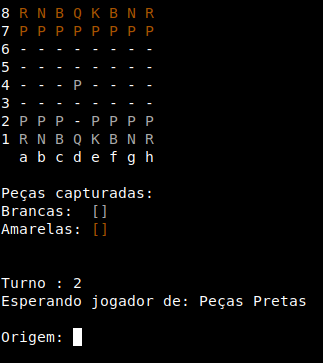 8 R N B Q K B N R
7 P P P P P P P P
6 - - - - - - - -
5 - - - - - - - -
4 - - - P - - - -
3 - - - - - - - -
2 P P P - P P P P
1 R N B Q K B N R
a b c d e f g h
Peças capturadas:
Brancas: []
Amarelas: []
Turno : 2
Esperando jogador de: Peças Pretas
Origem: